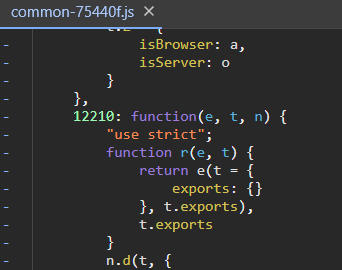 common-75440f.js ×
isBrowser: a,
isServer: o
}
},
12210: function(e, t, n) {
"use strict";
function r(e, t) {
return e(t = {
exports: {}
}, t.exports),
t.exports
}
n.d(t, {